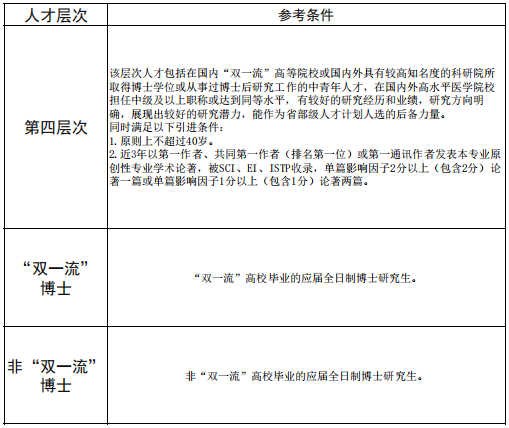 人才层次
参考条件
第四层次
该层次人才包括在国内“双一流”高等院校或国内外具有较高知名度的科研院所
取得博士学位或从事过博士后研究工作的中青年人才，在国内外高水平医学院校
担任中级及以上职称或达到同等水平，有较好的研究经历和业绩，研究方向明
确，展现出较好的研究潜力，能作为省部级人才计划人选的后备力量。
同时满足以下引进条件：
1.原则上不超过40岁。
2.近3年以第一作者、共同第一作者（排名第一位）或第一通讯作者发表本专业原
创性专业学术论著，被SCI、EI、ISTP收录，单篇影响因子2分以上（包含2分）论
著一篇或单篇影响因子1分以上（包含1分）论著两篇。
“双一流”
博士
“双一流”高校毕业的应届全日制博士研究生。
非“双一流”
博士
非“双一流”高校毕业的应届全日制博士研究生。